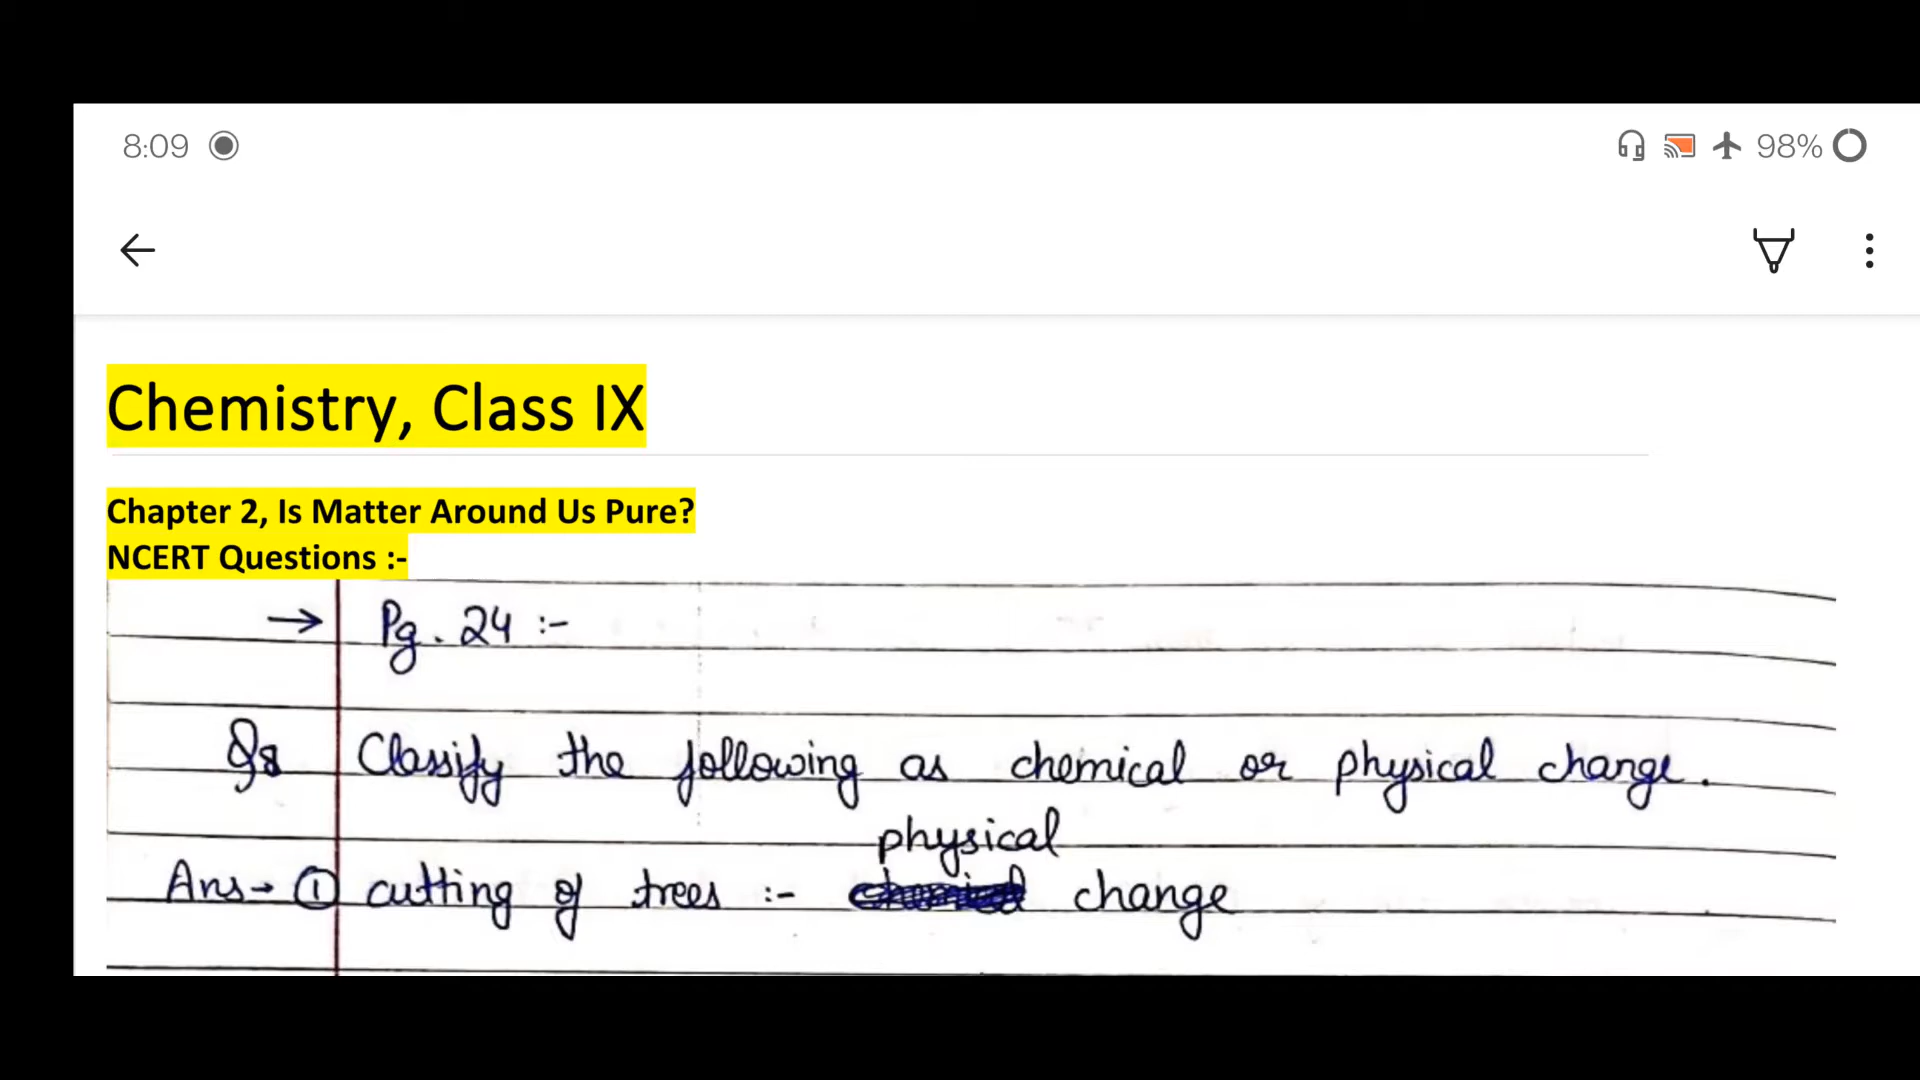 8:09 98%
Chemistry, Class IX
Chapter 2, Is Matter Around Us Pure?
NCERT Questions :-
→ Pg. 24 :-
Classify the following as chemical or physical change.
physical
Ans→ ① cutting of trees :- change